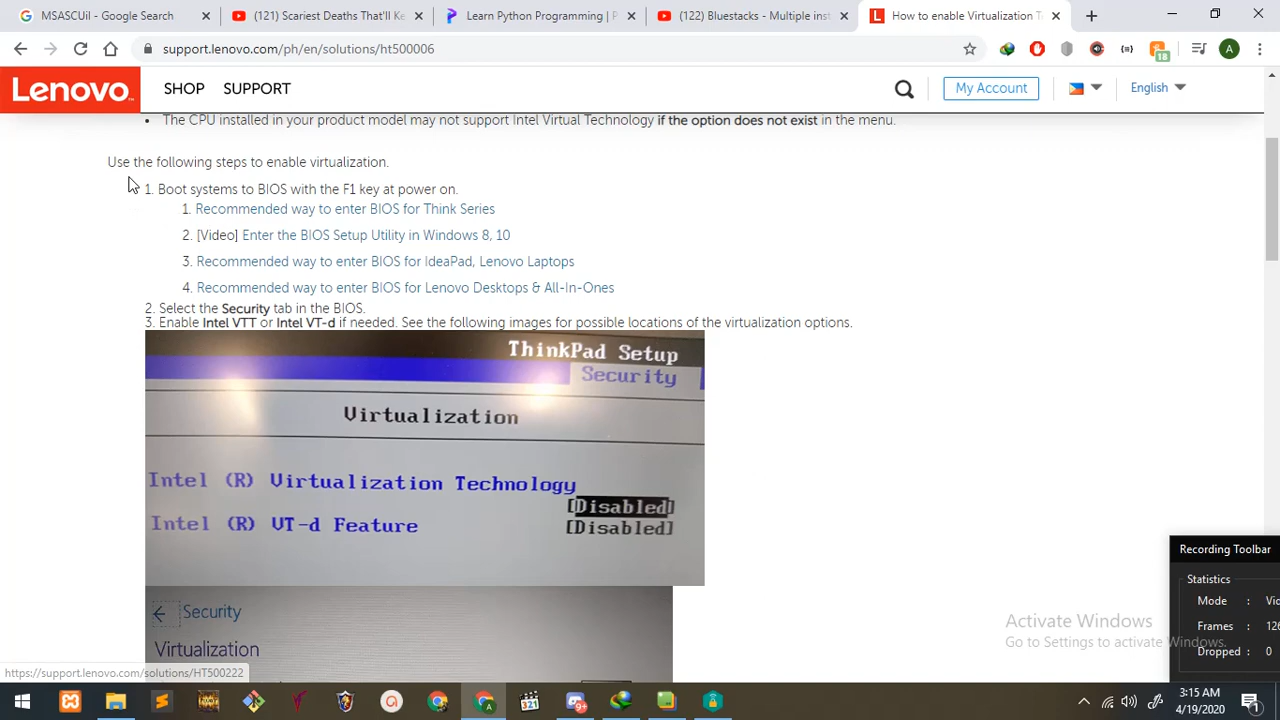 MSASCUil - Google Search
(121) Scariest Deaths That'll Ke
Learn Python Programming | P
(122) Bluestacks - Multiple inst
How to enable Virtualization Te
support.lenovo.com/ph/en/solutions/ht500006
18
A
Lenovo
SHOP
SUPPORT
My Account
English
• The CPU installed in your product model may not support Intel Virtual Technology if the option does not exist in the menu.
Use the following steps to enable virtualization.
1. Boot systems to BIOS with the F1 key at power on.
1. Recommended way to enter BIOS for Think Series
2. [Video] Enter the BIOS Setup Utility in Windows 8, 10
3. Recommended way to enter BIOS for IdeaPad, Lenovo Laptops
4. Recommended way to enter BIOS for Lenovo Desktops & All-In-Ones
2. Select the Security tab in the BIOS.
3. Enable Intel VTT or Intel VT-d if needed. See the following images for possible locations of the virtualization options.
ThinkPad Setup
Security
Virtualization
Intel (R) Virtualization Technology
[Disabled]
Intel (R) VT-d Feature [Disabled]
Security
Virtualization
Recording Toolbar
Statistics
Mode : Vid
Frames : 126
Dropped : 0
Activate Windows
Go to Settings to activate Windows.
https://support.lenovo.com/solutions/HT500222
321
9+
3:15 AM
4/19/2020
1